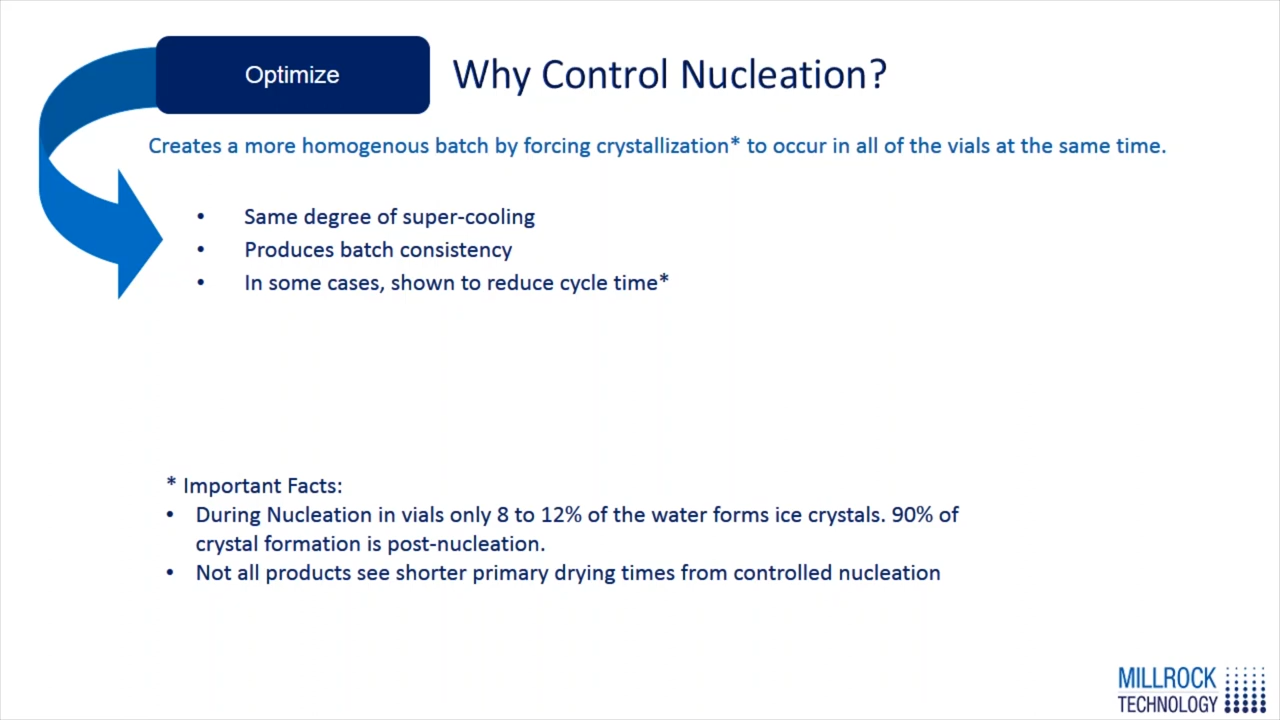 Optimize
Why Control Nucleation?
Creates a more homogenous batch by forcing crystallization* to occur in all of the vials at the same time.
• Same degree of super-cooling
• Produces batch consistency
• In some cases, shown to reduce cycle time*
* Important Facts:
• During Nucleation in vials only 8 to 12% of the water forms ice crystals. 90% of
crystal formation is post-nucleation.
• Not all products see shorter primary drying times from controlled nucleation
MILLROCK
TECHNOLOGY